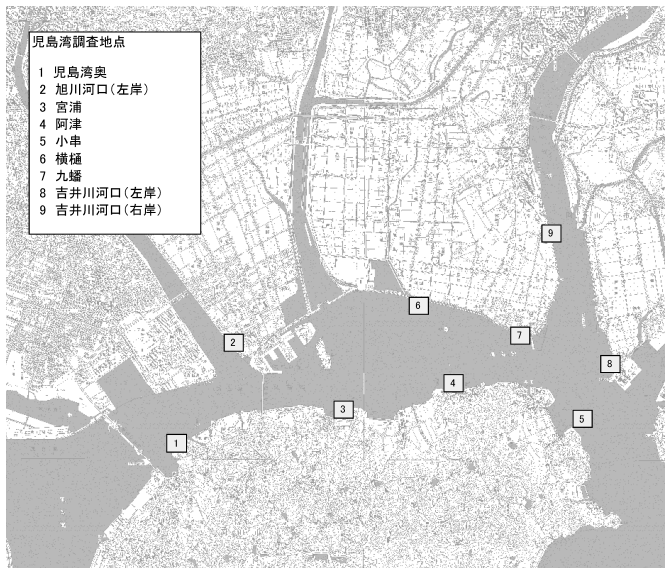 児島湾調査地点
1 児島湾奥
2 旭川河口(左岸)
3 宮浦
4 阿津
5 小串
6 横樋
7 九蟠
8 吉井川河口(左岸)
9 吉井川河口(右岸)
9
6
7
2
8
4
3
5
1